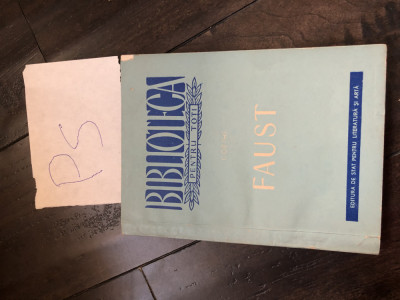 PS
BIBLIOTECA
PENTRU TOȚI
FAUST
EDITURA DE STAT PENTRU LITERATURĂ ȘI ARTĂ